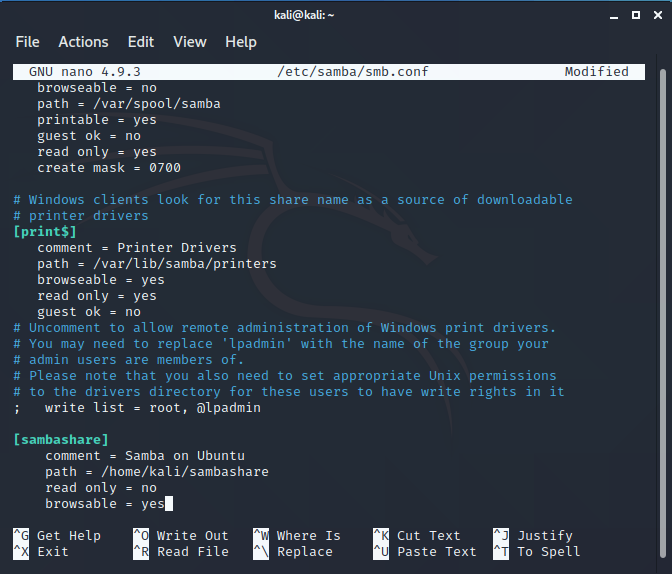 kali@kali: ~
File Actions Edit View Help
GNU nano 4.9.3 /etc/samba/smb.conf Modified
browseable = no
path = /var/spool/samba
printable = yes
guest ok = no
read only = yes
create mask = 0700
# Windows clients look for this share name as a source of downloadable
# printer drivers
[print$]
comment = Printer Drivers
path = /var/lib/samba/printers
browseable = yes
read only = yes
guest ok = no
# Uncomment to allow remote administration of Windows print drivers.
# You may need to replace 'lpadmin' with the name of the group your
# admin users are members of.
# Please note that you also need to set appropriate Unix permissions
# to the drivers directory for these users to have write rights in it
; write list = root, @lpadmin
[sambashare]
comment = Samba on Ubuntu
path = /home/kali/sambashare
read only = no
browsable = yes
^G Get Help ^O Write Out ^W Where Is ^K Cut Text ^J Justify
^X Exit ^R Read File ^\ Replace ^U Paste Text ^T To Spell